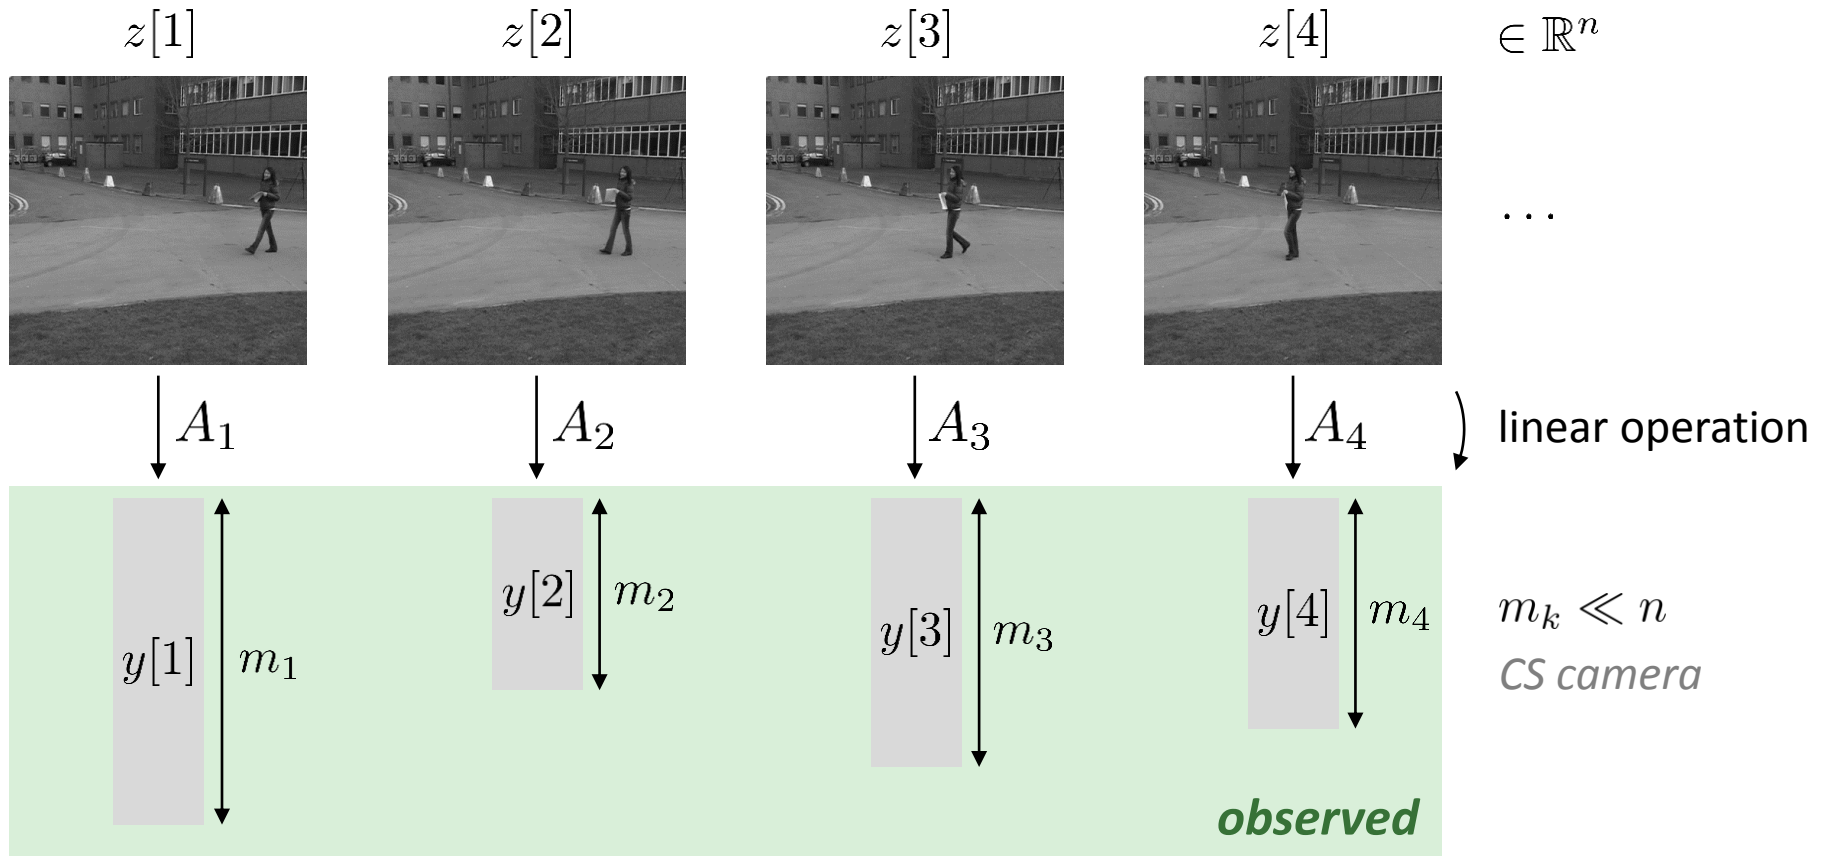 z[1] z[2] z[3] z[4] ∈ ℝⁿ
...
A₁ A₂ A₃ A₄ linear operation
y[1] m₁ y[2] m₂ y[3] m₃ y[4] m₄ mₖ ≪ n
CS camera
observed